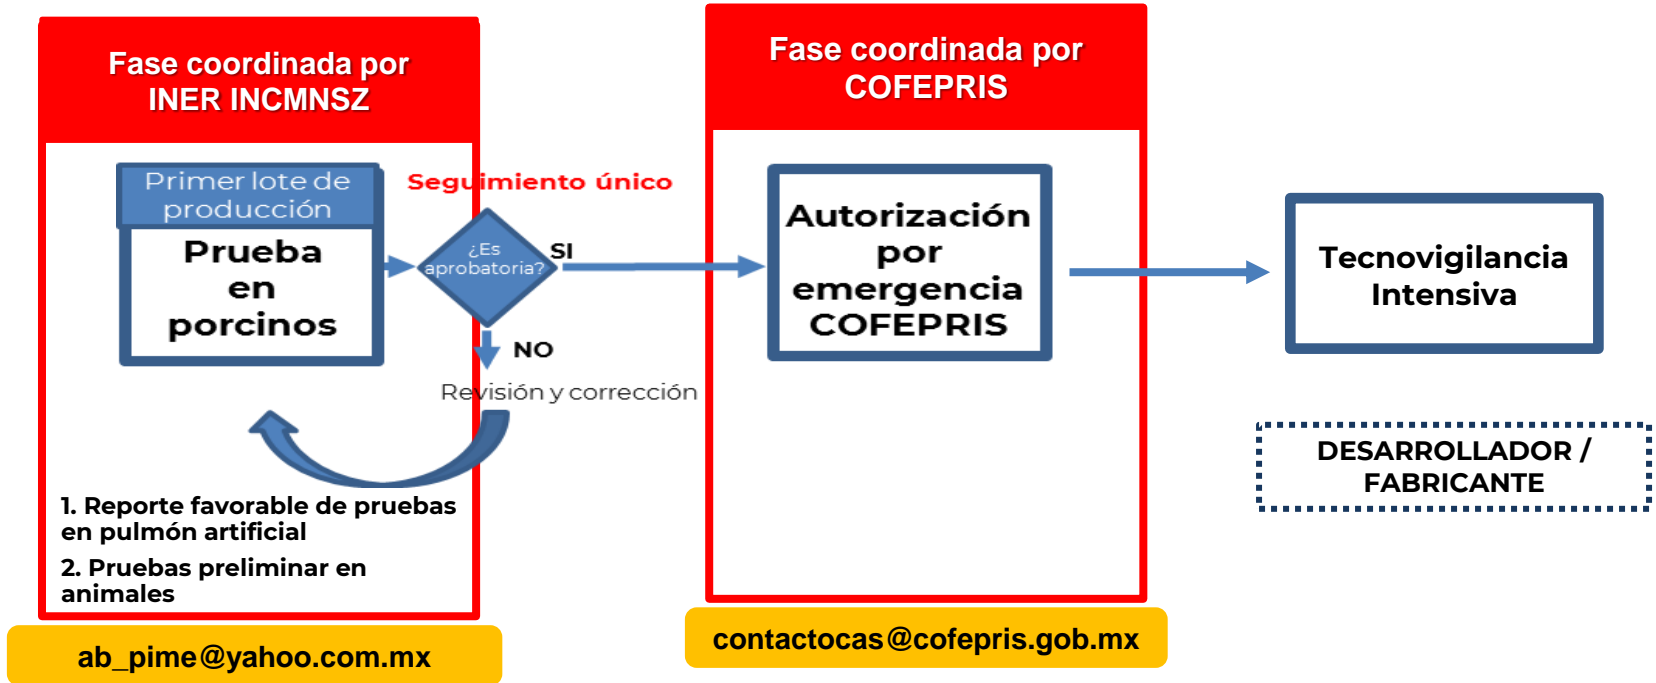 Fase coordinada por
INER INCMNSZ
Primer lote de
producción
Prueba
en
porcinos
Seguimiento único
¿Es
aprobatoria?
SI
NO
Revisión y corrección
1. Reporte favorable de pruebas
en pulmón artificial
2. Pruebas preliminar en
animales
ab_pime@yahoo.com.mx
Fase coordinada por
COFEPRIS
Autorización
por
emergencia
COFEPRIS
contactocas@cofepris.gob.mx
Tecnovigilancia
Intensiva
DESARROLLADOR /
FABRICANTE